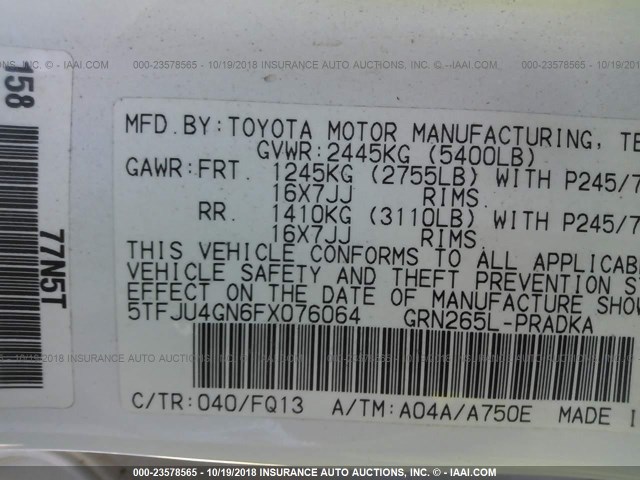 000-23578565 - 10/19/2018 INSURANCE AUTO AUCTIONS, INC. - IAAI.COM
158
77N5T
MFD.BY:TOYOTA MOTOR MANUFACTURING, TE
GVWR:2445KG (5400LB)
GAWR:FRT. 1245KG (2755LB) WITH P245/7
16X7JJ RIMS
RR. 1410KG (3110LB) WITH P245/7
16X7JJ RIMS
THIS VEHICLE CONFORMS TO ALL APPLICAB
VEHICLE SAFETY AND THEFT PREVENTION ST
EFFECT ON THE DATE OF MANUFACTURE SHOW
5TFJU4GN6FX076064 GRN265L-PRADKA
C/TR:040/FQ13 A/TM:A04A/A750E MADE I
000-23578565 - 10/19/2018 INSURANCE AUTO AUCTIONS, INC. - IAAI.COM